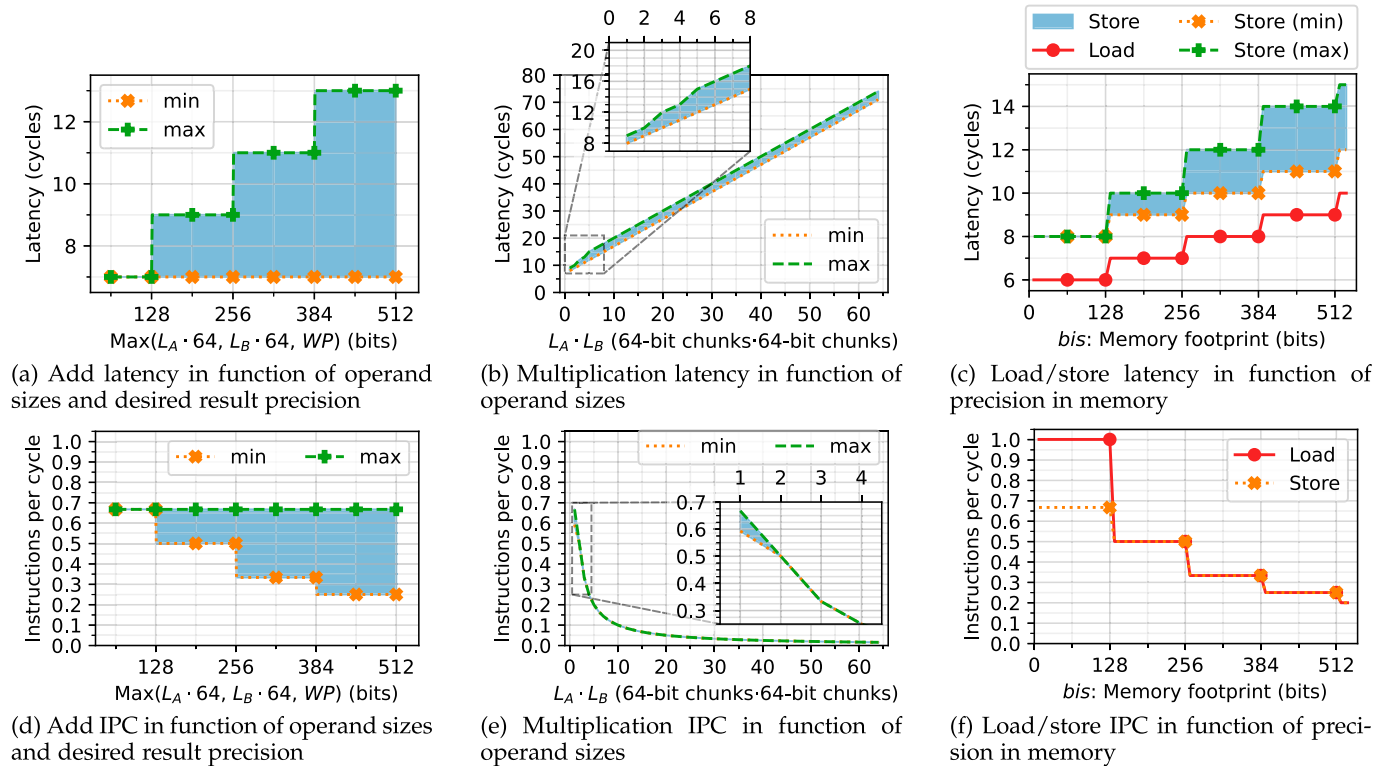 min
max
Latency (cycles)
12
10
8
128 256 384 512
Max(L_A · 64, L_B · 64, WP) (bits)
(a) Add latency in function of operand
sizes and desired result precision
0 2 4 6 8
20
16
12
8
Latency (cycles)
80
70
60
50
40
30
20
10
0
min
max
0 10 20 30 40 50 60
L_A · L_B (64-bit chunks·64-bit chunks)
(b) Multiplication latency in function of
operand sizes
Store Store (min)
Load Store (max)
Latency (cycles)
14
12
10
8
6
0 128 256 384 512
bis: Memory footprint (bits)
(c) Load/store latency in function of
precision in memory
Instructions per cycle
1.0
0.9
0.8
0.7
0.6
0.5
0.4
0.3
0.2
0.1
0.0
min max
128 256 384 512
Max(L_A · 64, L_B · 64, WP) (bits)
(d) Add IPC in function of operand sizes
and desired result precision
Instructions per cycle
1.0
0.9
0.8
0.7
0.6
0.5
0.4
0.3
0.2
0.1
0.0
min max
1 2 3 4
0.7
0.6
0.5
0.4
0.3
0 10 20 30 40 50 60
L_A · L_B (64-bit chunks·64-bit chunks)
(e) Multiplication IPC in function of
operand sizes
Instructions per cycle
1.0
0.9
0.8
0.7
0.6
0.5
0.4
0.3
0.2
0.1
0.0
Load
Store
0 128 256 384 512
bis: Memory footprint (bits)
(f) Load/store IPC in function of preci-
sion in memory